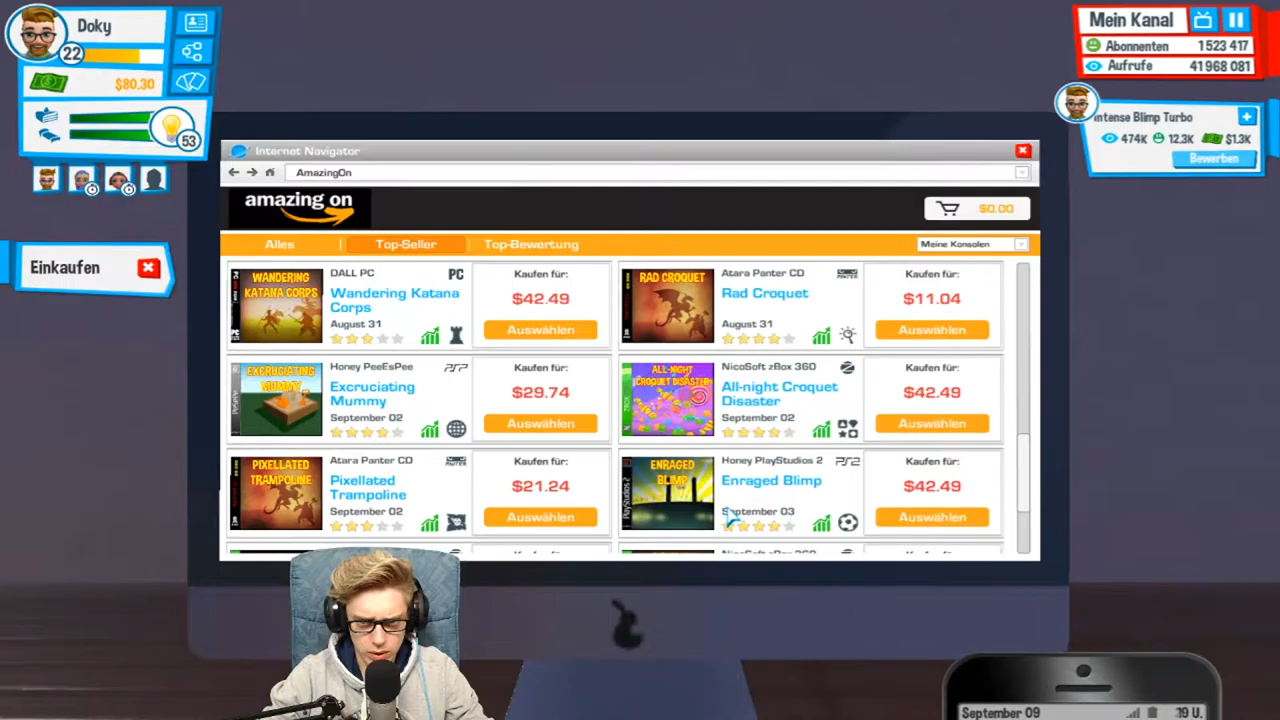 Doky
22
$80.30
53
Einkaufen
Mein Kanal
Abonnenten 1 523 417
Aufrufe 41 968 081
Intense Blimp Turbo
474K 12.3K $1.3K
Bewerben
Internet Navigator
AmazingOn
amazing on
$0.00
Alles | Top-Seller | Top-Bewertung
Meine Konsolen
WANDERING
KATANA CORPS
PC
DALL PC PC
Wandering Katana
Corps
August 31
Kaufen für:
$42.49
Auswählen
RAD CROQUET
Atara Panter CD
Rad Croquet
August 31
Kaufen für:
$11.04
Auswählen
EXCRUCIATING
MUMMY
Honey PeeEsPee
Excruciating
Mummy
September 02
Kaufen für:
$29.74
Auswählen
ALL-NIGHT
CROQUET DISASTER
NicoSoft zBox 360
All-night Croquet
Disaster
September 02
Kaufen für:
$42.49
Auswählen
PIXELLATED
TRAMPOLINE
Atara Panter CD
Pixellated
Trampoline
September 02
Kaufen für:
$21.24
Auswählen
ENRAGED
BLIMP
PlayStudios 2
Honey PlayStudios 2
Enraged Blimp
September 03
Kaufen für:
$42.49
Auswählen
NicoSoft zBox 360
September 09
19 U.